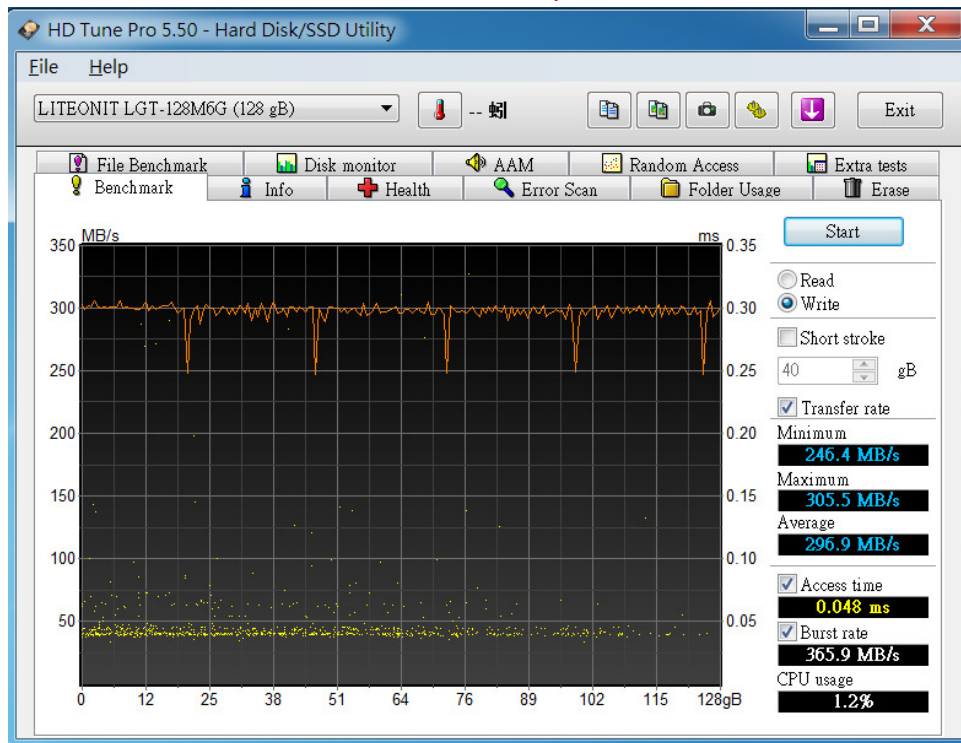 HD Tune Pro 5.50 - Hard Disk/SSD Utility
File Help
LITEONIT LGT-128M6G (128 gB) -- 蚓 Exit
File Benchmark Disk monitor AAM Random Access Extra tests
Benchmark Info Health Error Scan Folder Usage Erase
Start
Read
Write
Short stroke
40 gB
Transfer rate
Minimum
246.4 MB/s
Maximum
305.5 MB/s
Average
296.9 MB/s
Access time
0.048 ms
Burst rate
365.9 MB/s
CPU usage
1.2%
MB/s ms
350 0.35
300 0.30
250 0.25
200 0.20
150 0.15
100 0.10
50 0.05
0 12 25 38 51 64 76 89 102 115 128gB